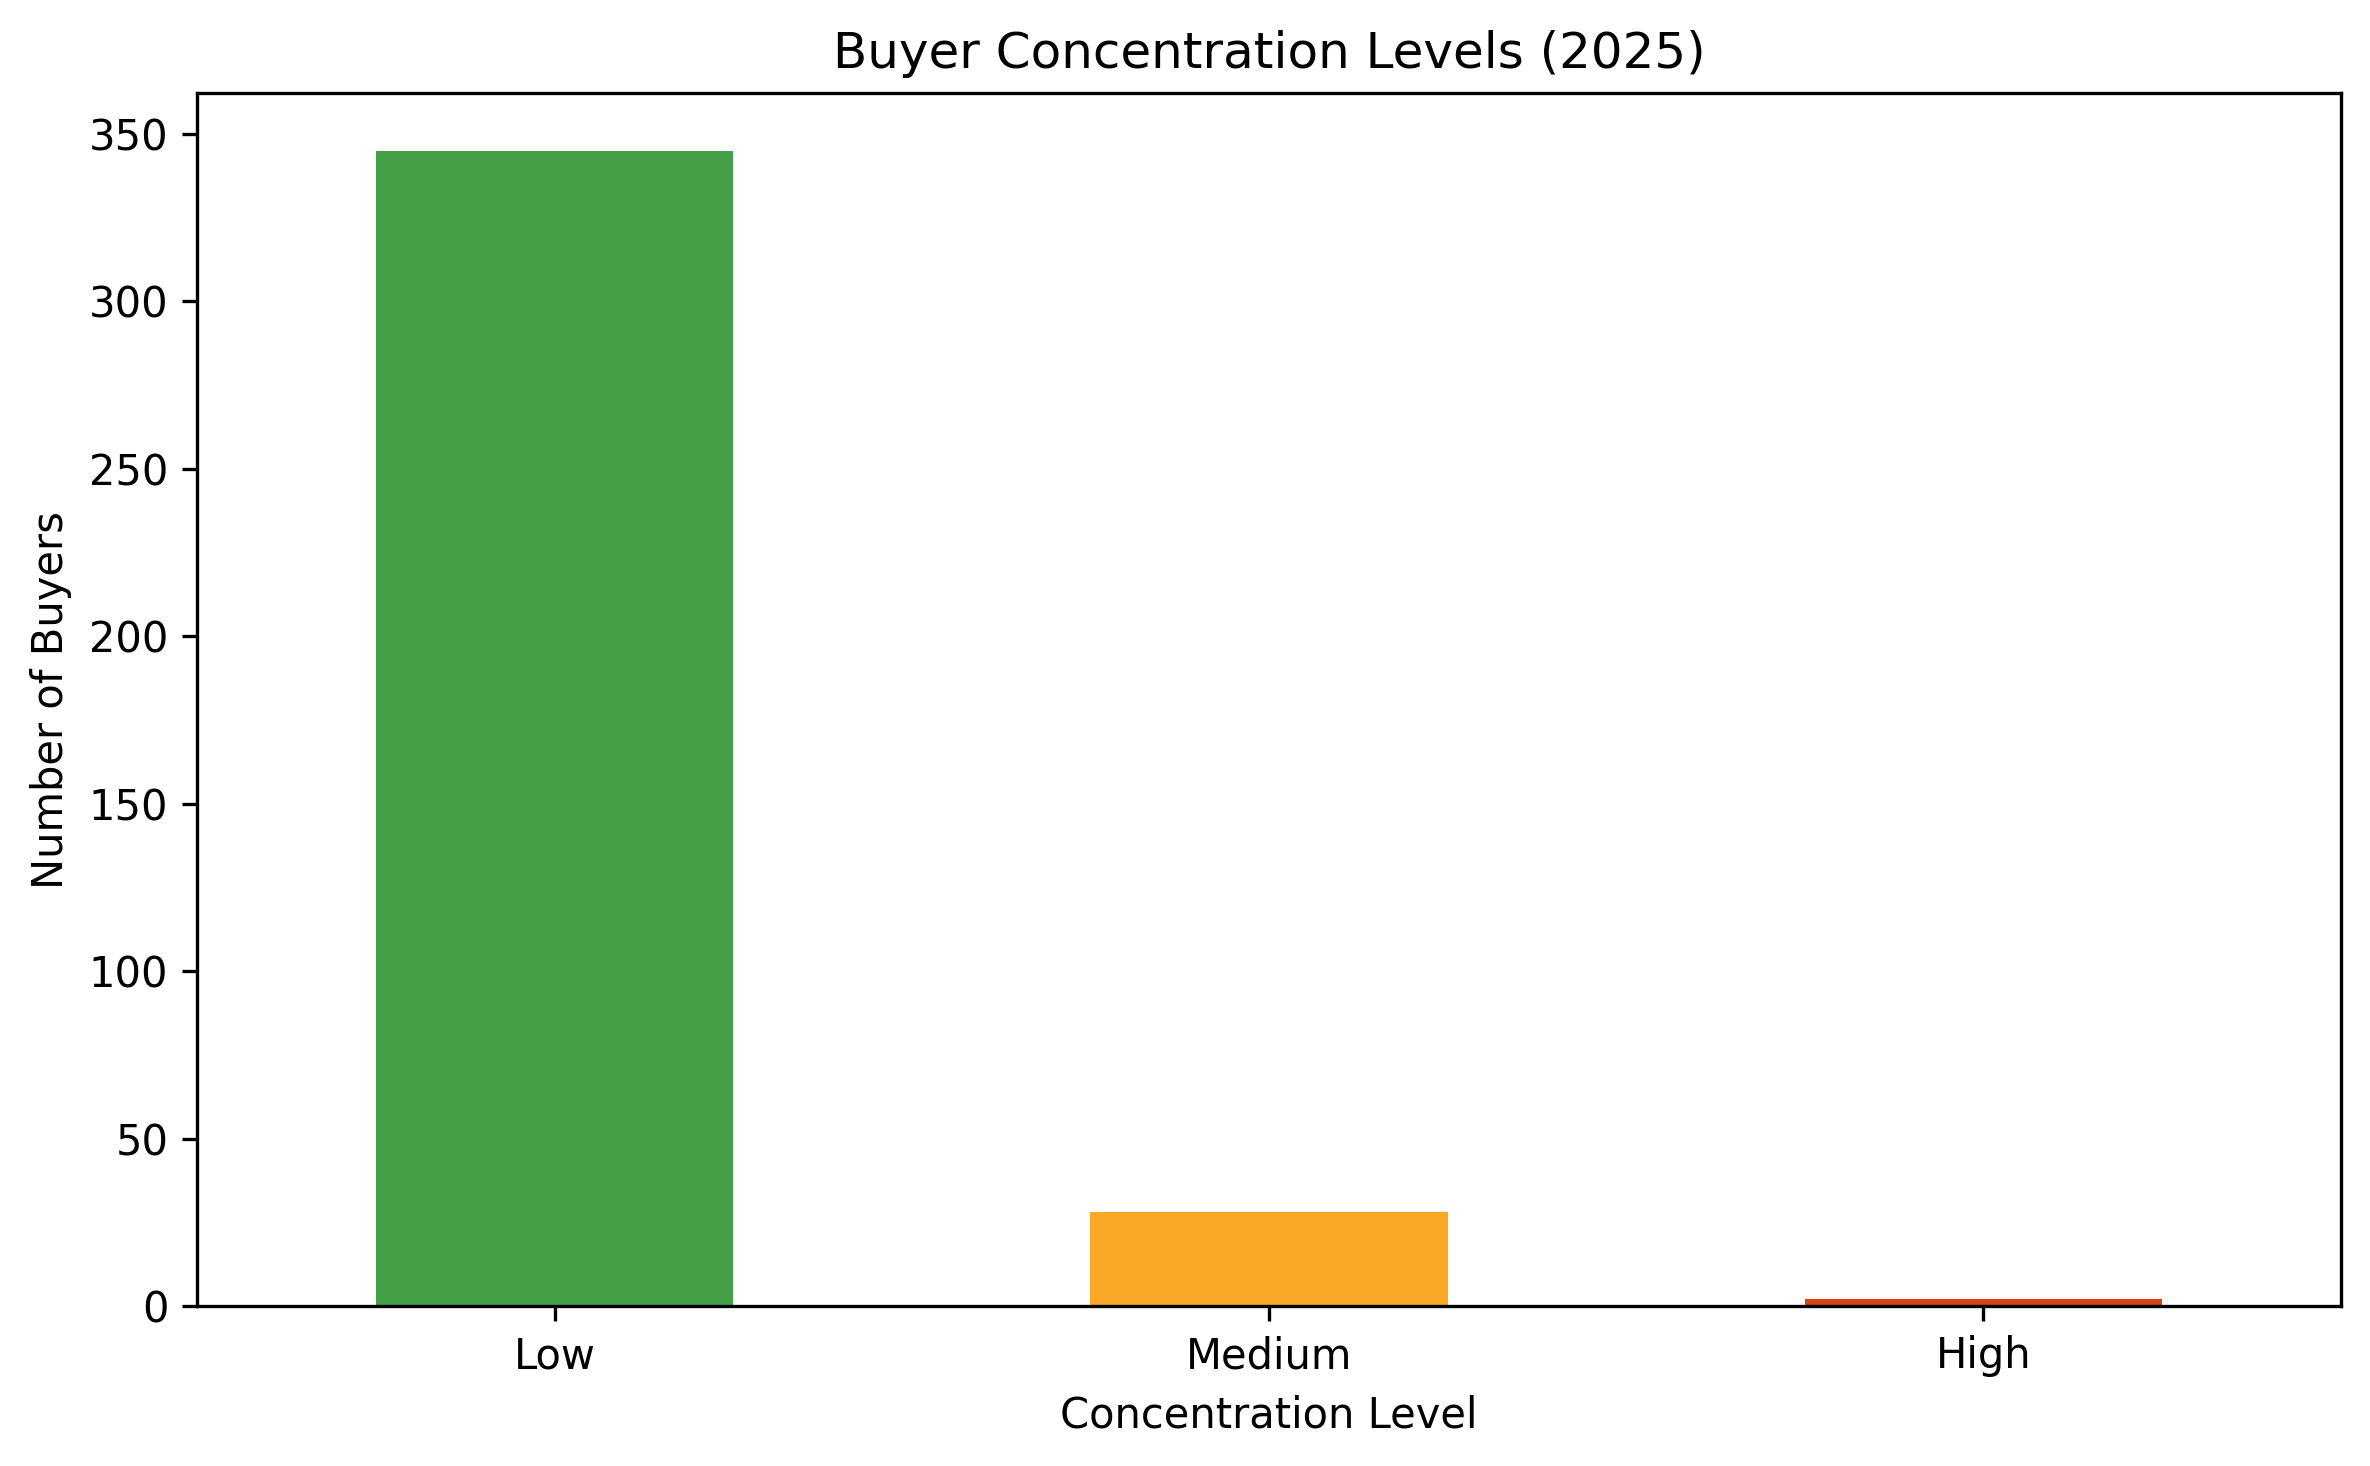 Buyer Concentration Levels (2025)
350
300
250
200
150
100
50
0
Number of Buyers
Low
Medium
High
Concentration Level